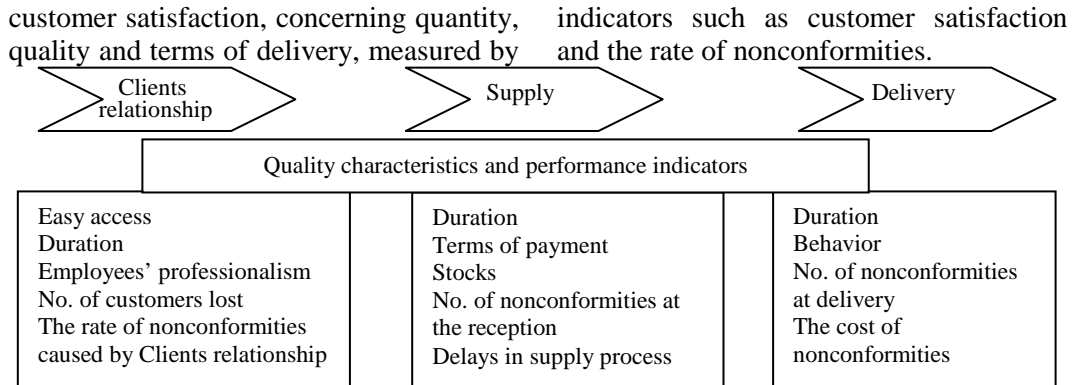 customer satisfaction, concerning quantity,
quality and terms of delivery, measured by
indicators such as customer satisfaction
and the rate of nonconformities.
Clients
relationship
Supply
Delivery
Quality characteristics and performance indicators
Easy access
Duration
Employees’ professionalism
No. of customers lost
The rate of nonconformities
caused by Clients relationship
Duration
Terms of payment
Stocks
No. of nonconformities at
the reception
Delays in supply process
Duration
Behavior
No. of nonconformities
at delivery
The cost of
nonconformities